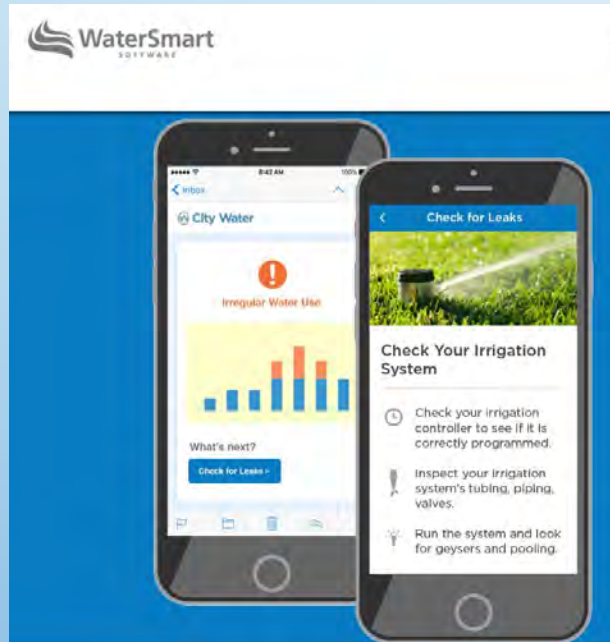 WaterSmart
SOFTWARE
8:42 AM
100%
Inbox
City Water
Irregular Water Use
What's next?
Check for Leaks >
Check for Leaks
Check Your Irrigation
System
Check your irrigation
controller to see if it is
correctly programmed.
Inspect your irrigation
system's tubing, piping,
valves.
Run the system and look
for geysers and pooling.